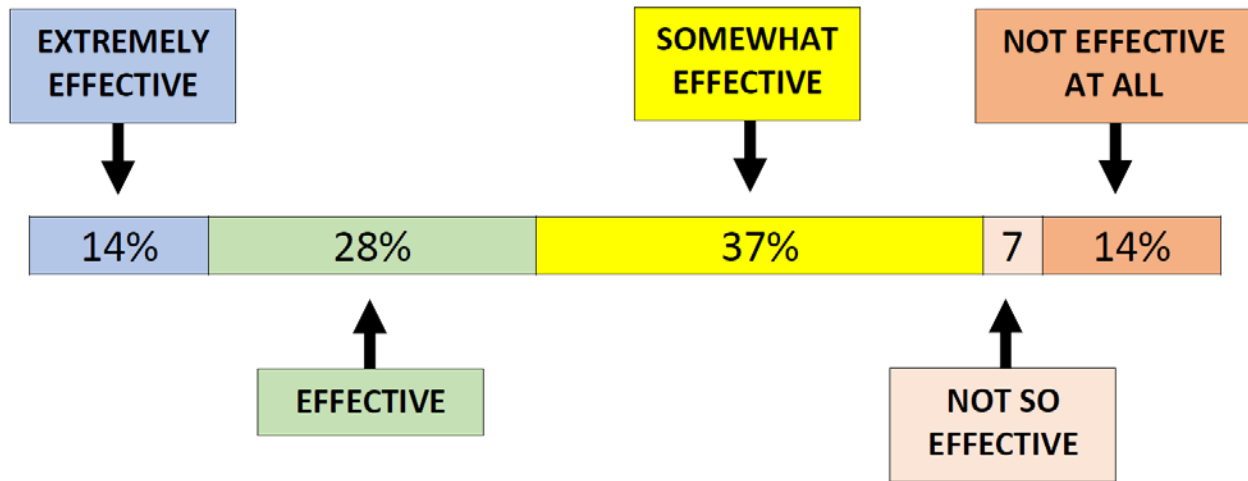 EXTREMELY
EFFECTIVE
SOMEWHAT
EFFECTIVE
NOT EFFECTIVE
AT ALL
14%
28%
37%
7
14%
EFFECTIVE
NOT SO
EFFECTIVE